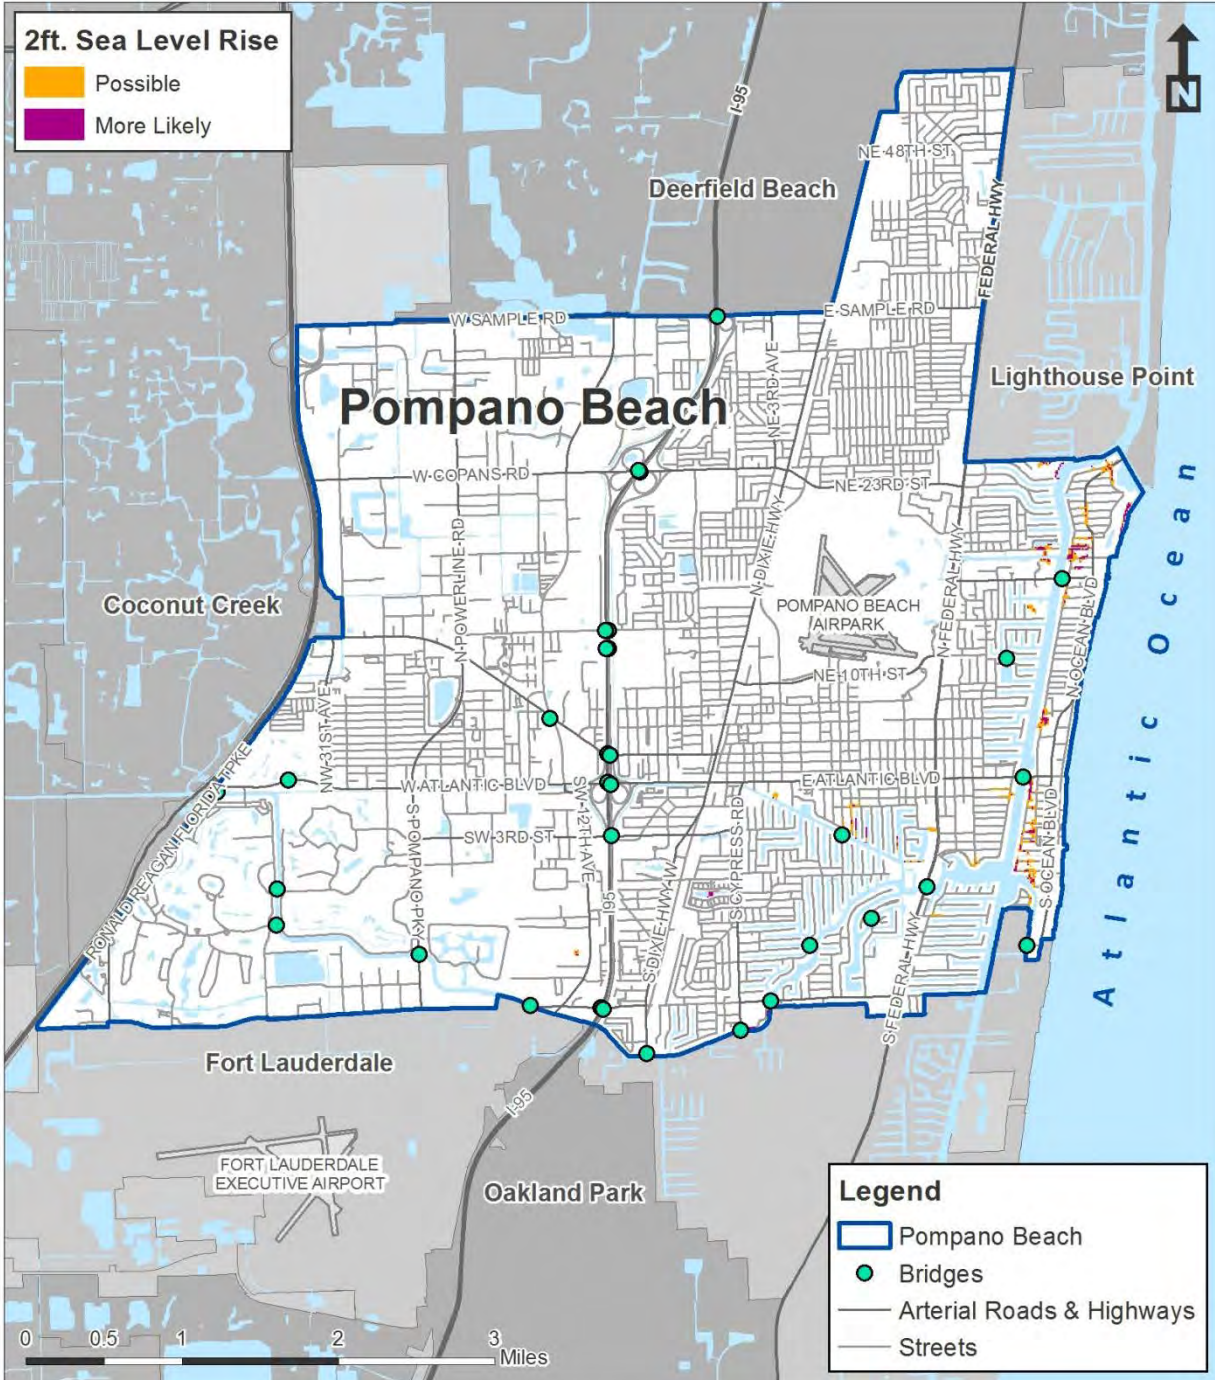 2ft. Sea Level Rise
Possible
More Likely
N
I-95
NE 48TH ST
Deerfield Beach
FEDERAL HWY
W SAMPLE RD
E SAMPLE RD
Lighthouse Point
NE 3RD AVE
Pompano Beach
W COPANS RD
NE 23RD ST
N POWERLINE RD
N DIXIE HWY
N FEDERAL HWY
Coconut Creek
POMPANO BEACH
AIRPARK
N OCEAN BLVD
Atlantic Ocean
NE 10TH ST
NW 31ST AVE
RONALD REAGAN FLORIDA TPKE
W ATLANTIC BLVD
E ATLANTIC BLVD
SW 12TH AVE
S POMPANO PKWY
SW 3RD ST
S CYPRESS RD
S OCEAN BLVD
I95
S DIXIE HWY W
S FEDERAL HWY
Fort Lauderdale
I-95
FORT LAUDERDALE
EXECUTIVE AIRPORT
Oakland Park
Legend
Pompano Beach
Bridges
Arterial Roads & Highways
Streets
0 0.5 1 2 3
Miles